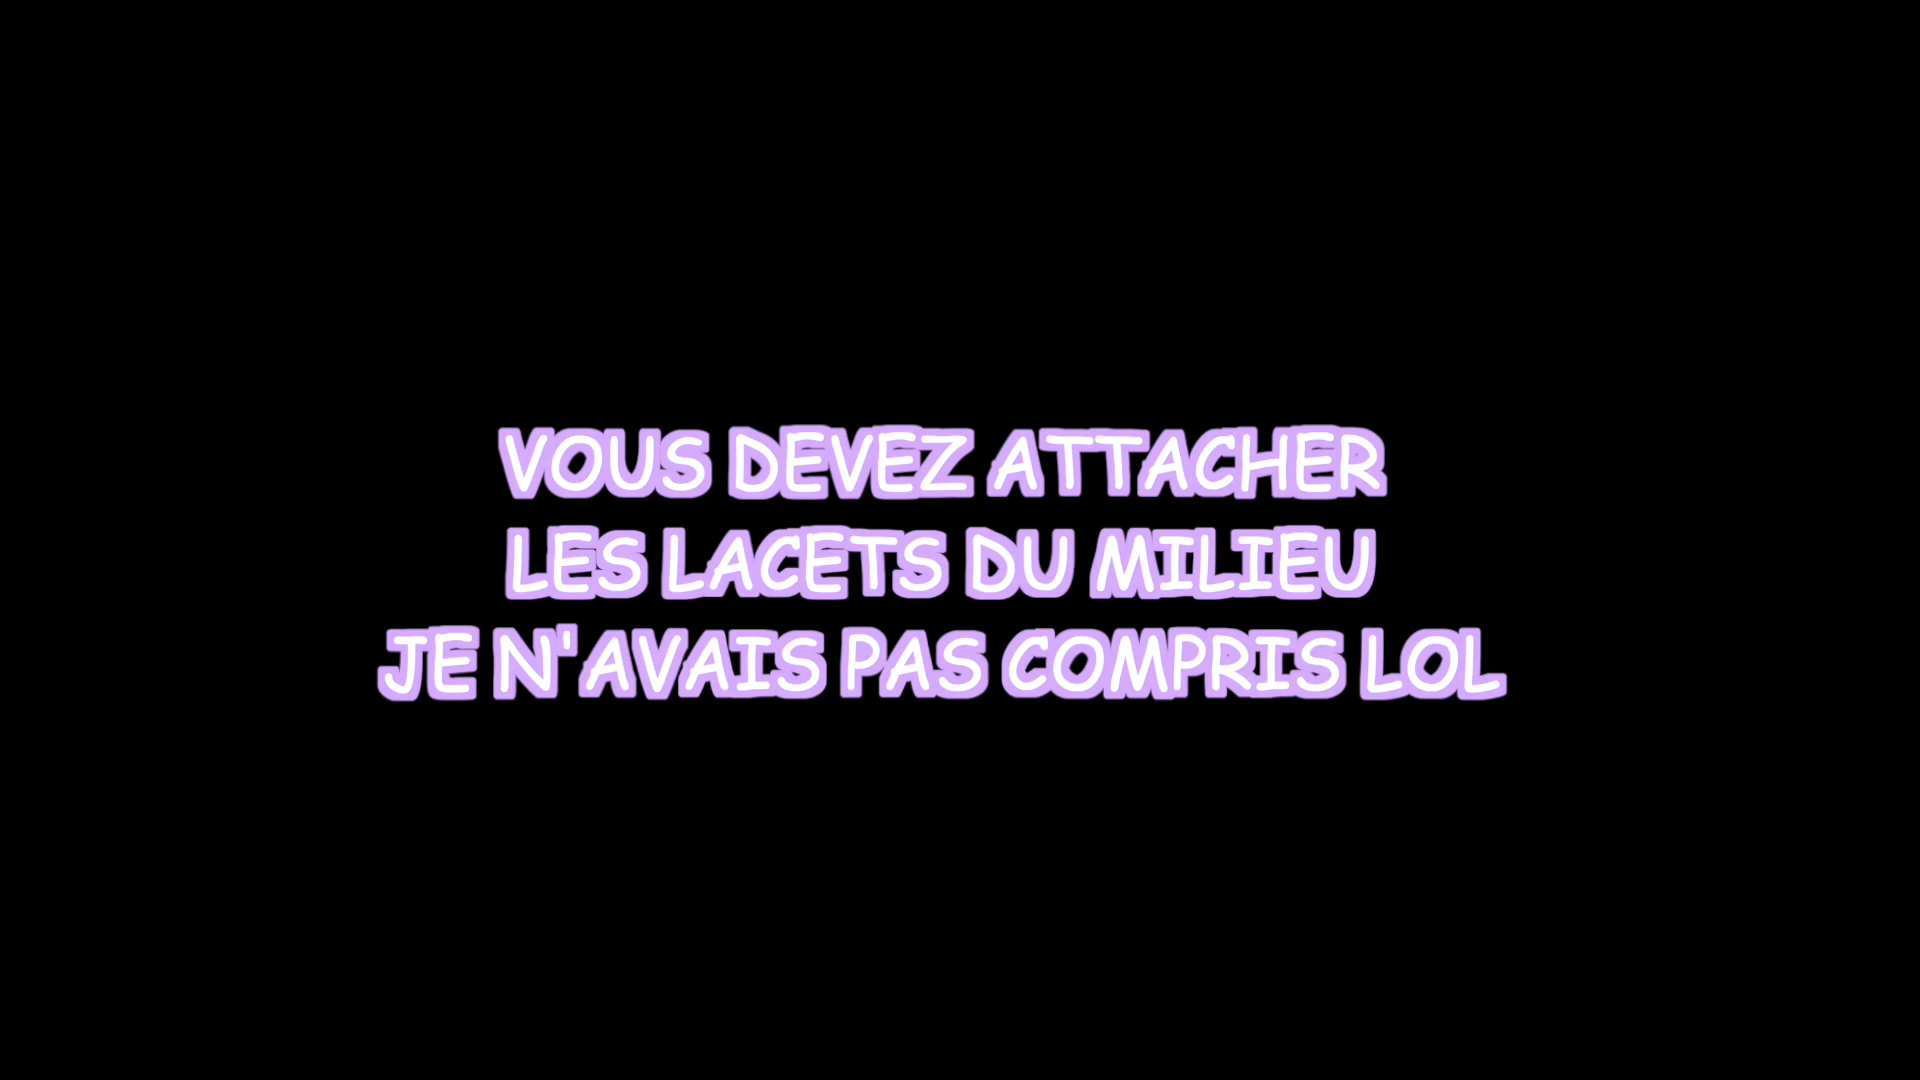 VOUS DEVEZ ATTACHER
LES LACETS DU MILIEU
JE N'AVAIS PAS COMPRIS LOL